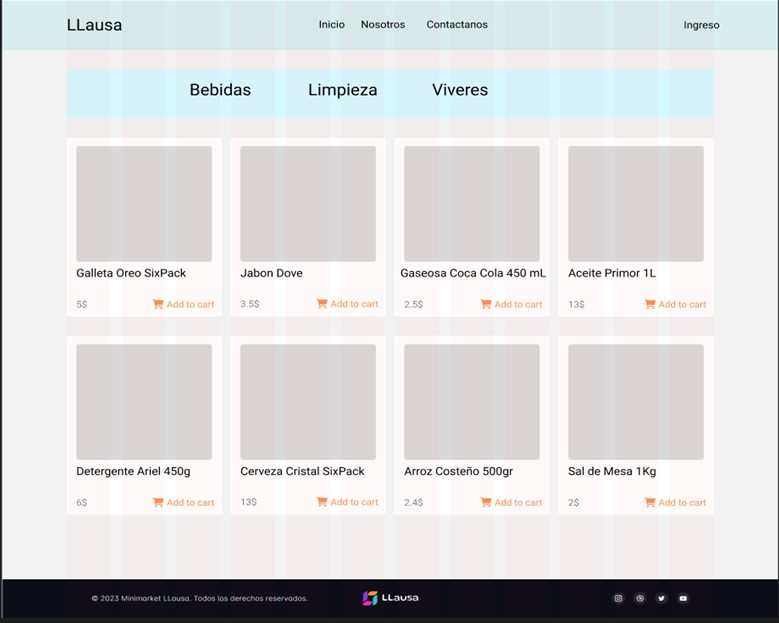 LLausa Inicio Nosotros Contactanos Ingreso
Bebidas Limpieza Viveres
Galleta Oreo SixPack Jabon Dove Gaseosa Coca Cola 450 mL Aceite Primor 1L
5$ Add to cart 3.5$ Add to cart 2.5$ Add to cart 13$ Add to cart
Detergente Ariel 450g Cerveza Cristal SixPack Arroz Costeño 500gr Sal de Mesa 1Kg
6$ Add to cart 13$ Add to cart 2.4$ Add to cart 2$ Add to cart
© 2023 Minimarket LLausa. Todos los derechos reservados. LLausa